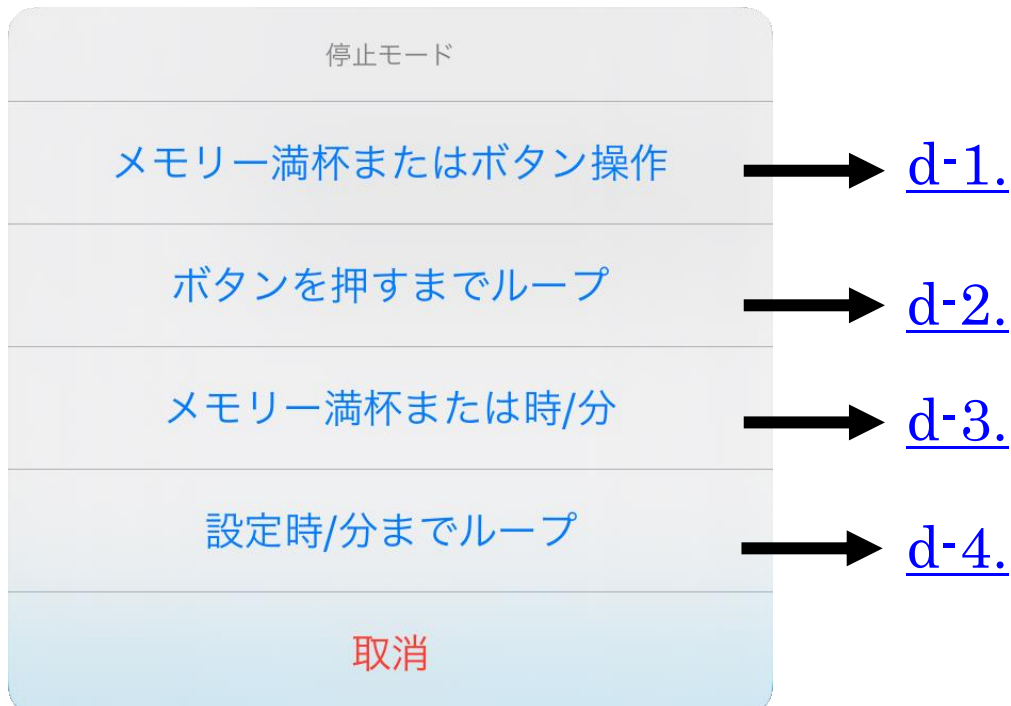 停止モード
メモリー満杯またはボタン操作
d-1.
ボタンを押すまでループ
d-2.
メモリー満杯または時/分
d-3.
設定時/分までループ
d-4.
取消